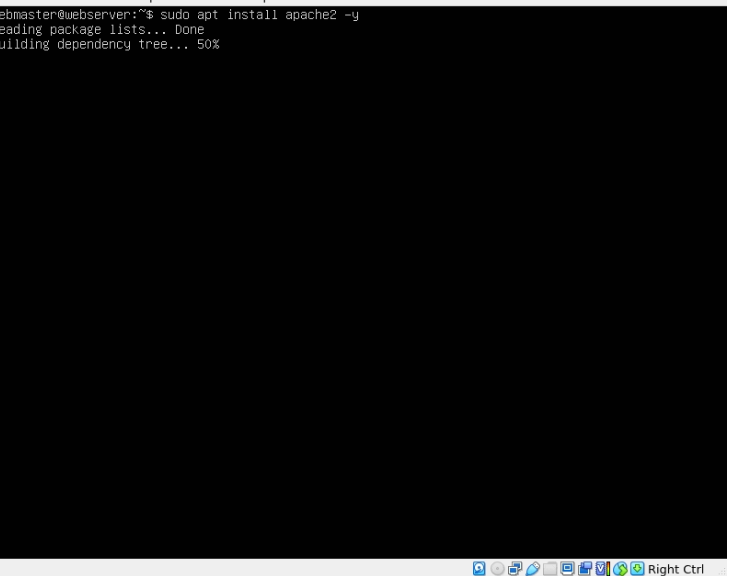 ebmaster@webserver:~$ sudo apt install apache2 -y
eading package lists... Done
uilding dependency tree... 50%
Right Ctrl